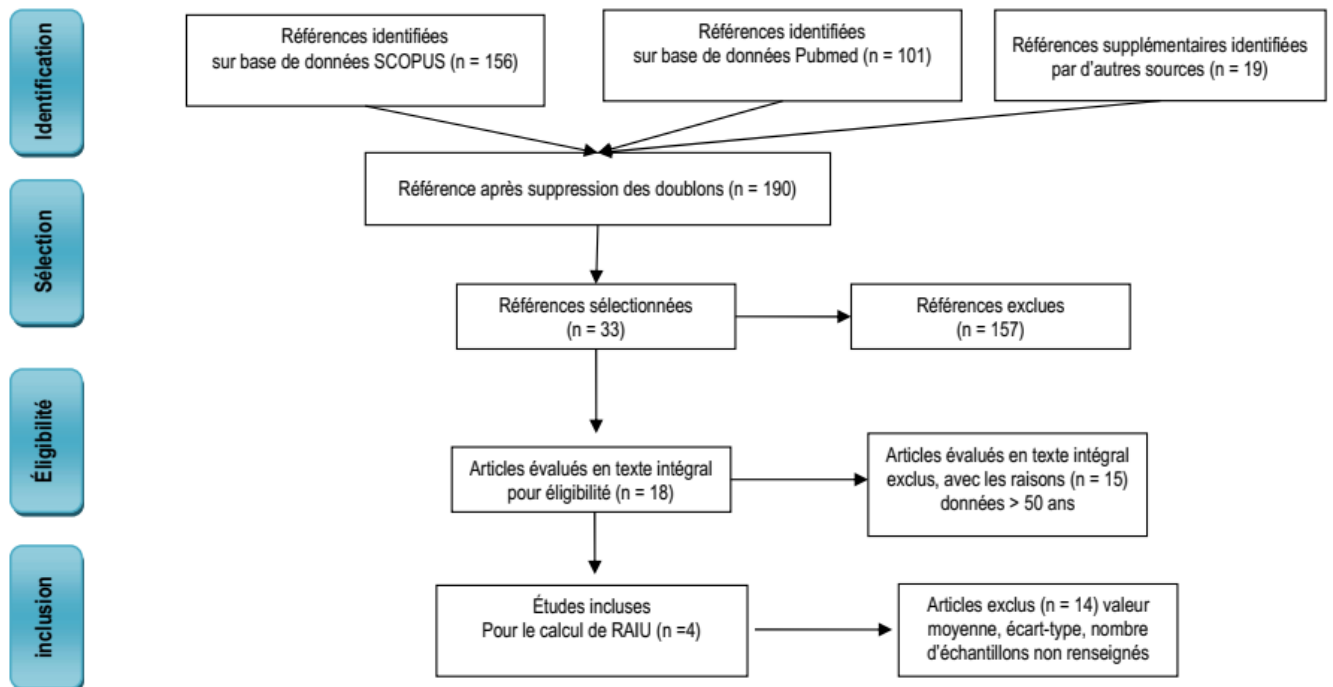 Identification
Références identifiées
sur base de données SCOPUS (n = 156)
Références identifiées
sur base de données Pubmed (n = 101)
Références supplémentaires identifiées
par d'autres sources (n = 19)
Sélection
Référence après suppression des doublons (n = 190)
Références sélectionnées
(n = 33)
Références exclues
(n = 157)
Éligibilité
Articles évalués en texte intégral
pour éligibilité (n = 18)
Articles évalués en texte intégral
exclus, avec les raisons (n = 15)
données > 50 ans
inclusion
Études incluses
Pour le calcul de RAIU (n =4)
Articles exclus (n = 14) valeur
moyenne, écart-type, nombre
d'échantillons non renseignés